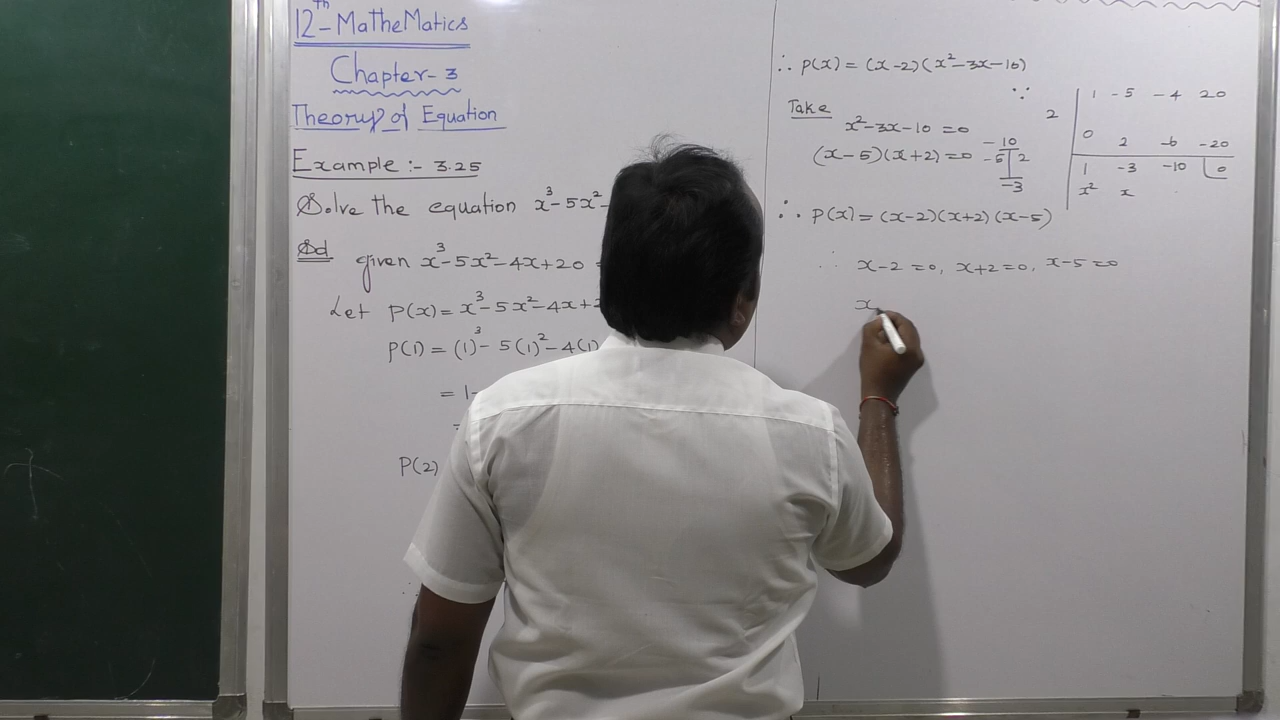 12th - MatheMatics
Chapter - 3
Theory of Equation
Example :- 3.25
Solve the equation x³-5x²-
Sol given x³-5x²-4x+20
Let P(x) = x³-5x²-4x+
P(1) = (1)³-5(1)²-4(1)
= 1-
=
P(2)
∴ P(x) = (x-2)(x²-3x-10)
∵
Take
x²-3x-10 = 0
(x-5)(x+2) = 0
-10
-5 2
-3
2
1 -5 -4 20
0 2 -6 -20
1 -3 -10 0
x² x
∴ P(x) = (x-2)(x+2)(x-5)
∴ x-2 = 0, x+2 = 0, x-5 = 0
x